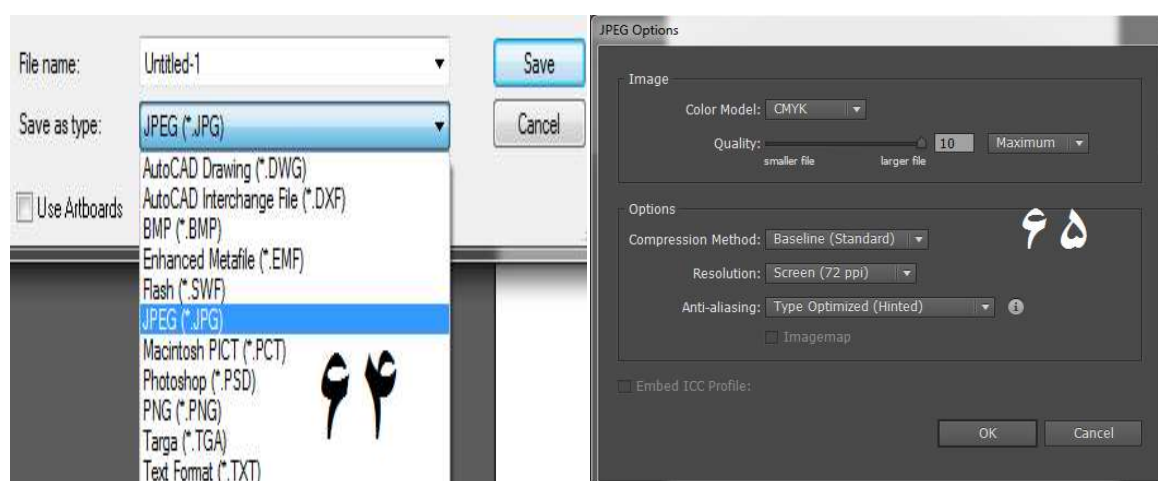 File name:
Untitled-1
Save
Save as type:
JPEG (*.JPG)
Cancel
AutoCAD Drawing (*.DWG)
Use Artboards
AutoCAD Interchange File (*.DXF)
BMP (*.BMP)
Enhanced Metafile (*.EMF)
Flash (*.SWF)
JPEG (*.JPG)
Macintosh PICT (*.PCT)
Photoshop (*.PSD)
PNG (*.PNG)
Targa (*.TGA)
Text Format (*.TXT)
۶۴
JPEG Options
Image
Color Model: CMYK
Quality: 10 Maximum
smaller file larger file
Options
۶۵
Compression Method: Baseline (Standard)
Resolution: Screen (72 ppi)
Anti-aliasing: Type Optimized (Hinted)
Imagemap
Embed ICC Profile:
OK Cancel